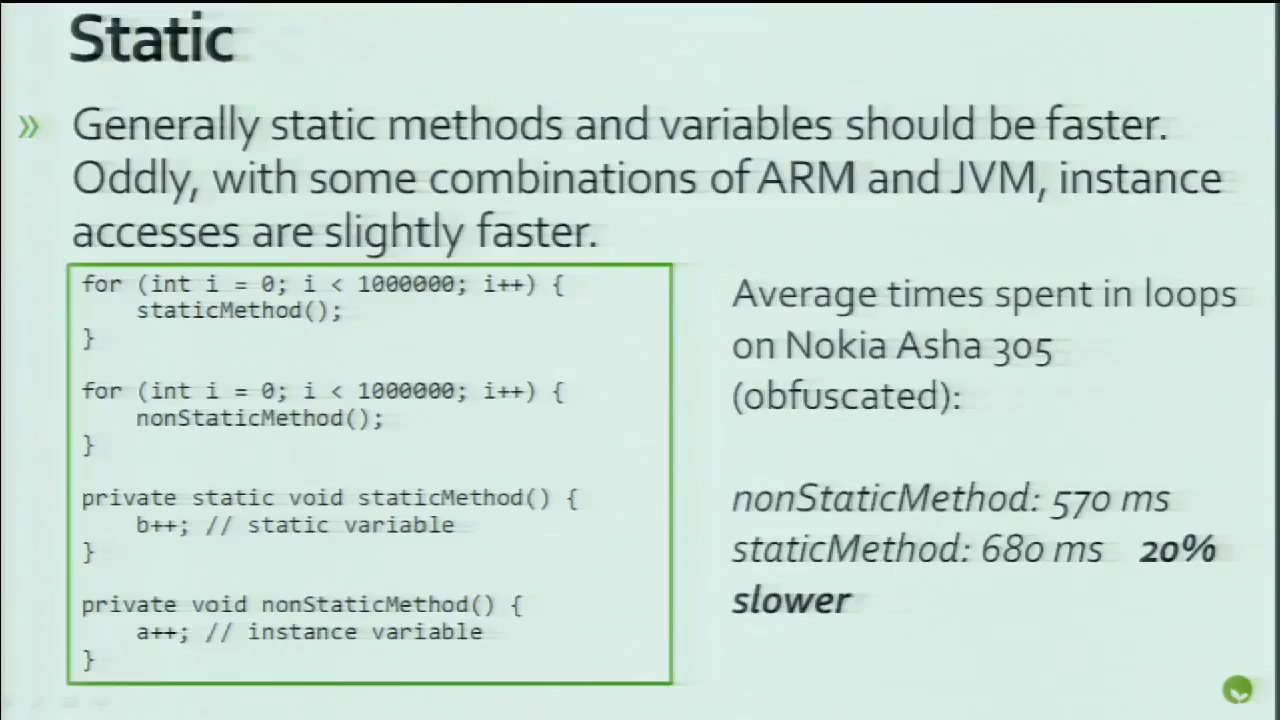 Static
» Generally static methods and variables should be faster.
Oddly, with some combinations of ARM and JVM, instance
accesses are slightly faster.
for (int i = 0; i < 1000000; i++) {
    staticMethod();
}
for (int i = 0; i < 1000000; i++) {
    nonStaticMethod();
}
private static void staticMethod() {
    b++; // static variable
}
private void nonStaticMethod() {
    a++; // instance variable
}
Average times spent in loops
on Nokia Asha 305
(obfuscated):
nonStaticMethod: 570 ms
staticMethod: 680 ms 20%
slower